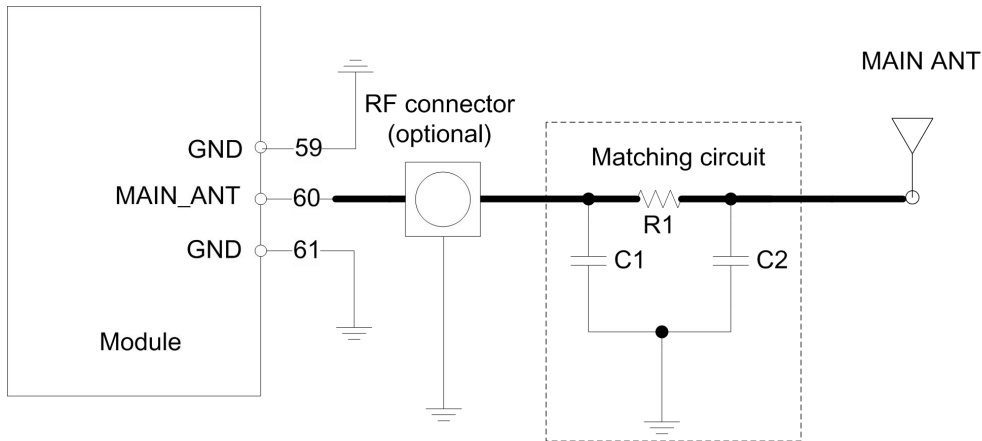 MAIN ANT
RF connector
(optional)
Matching circuit
GND
59
MAIN_ANT
60
R1
GND
61
C1
C2
Module